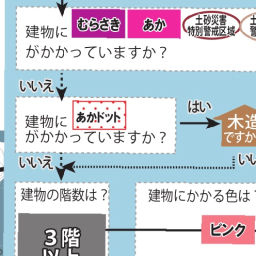 建物に むらさき あか 土砂災害
特別警戒区域
がかかっていますか？
いいえ
建物に あかドット
がかかっていますか？
はい
木造
ですか
いいえ
いい
建物の階数は？
建物にかかる色は？
3階
以上
ピンク